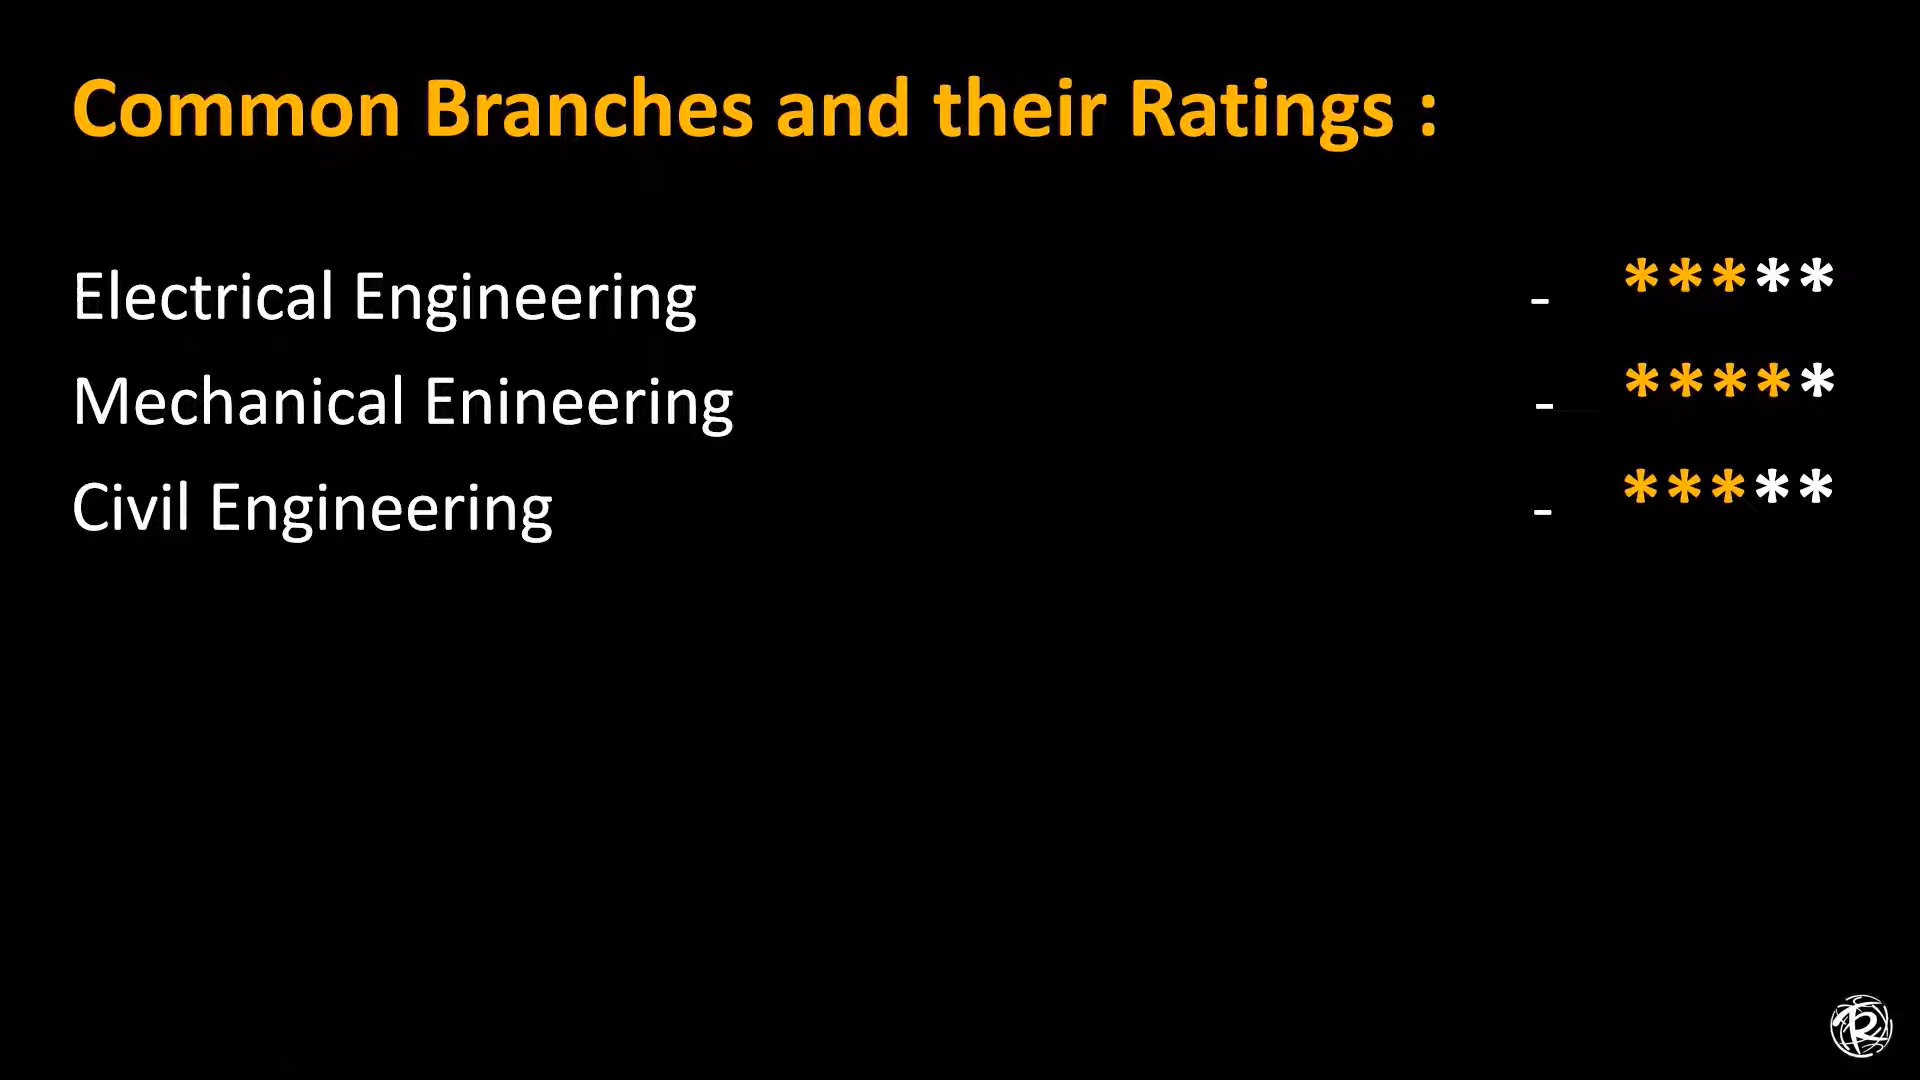 Common Branches and their Ratings :
Electrical Engineering - *****
Mechanical Enineering - *****
Civil Engineering - *****
R